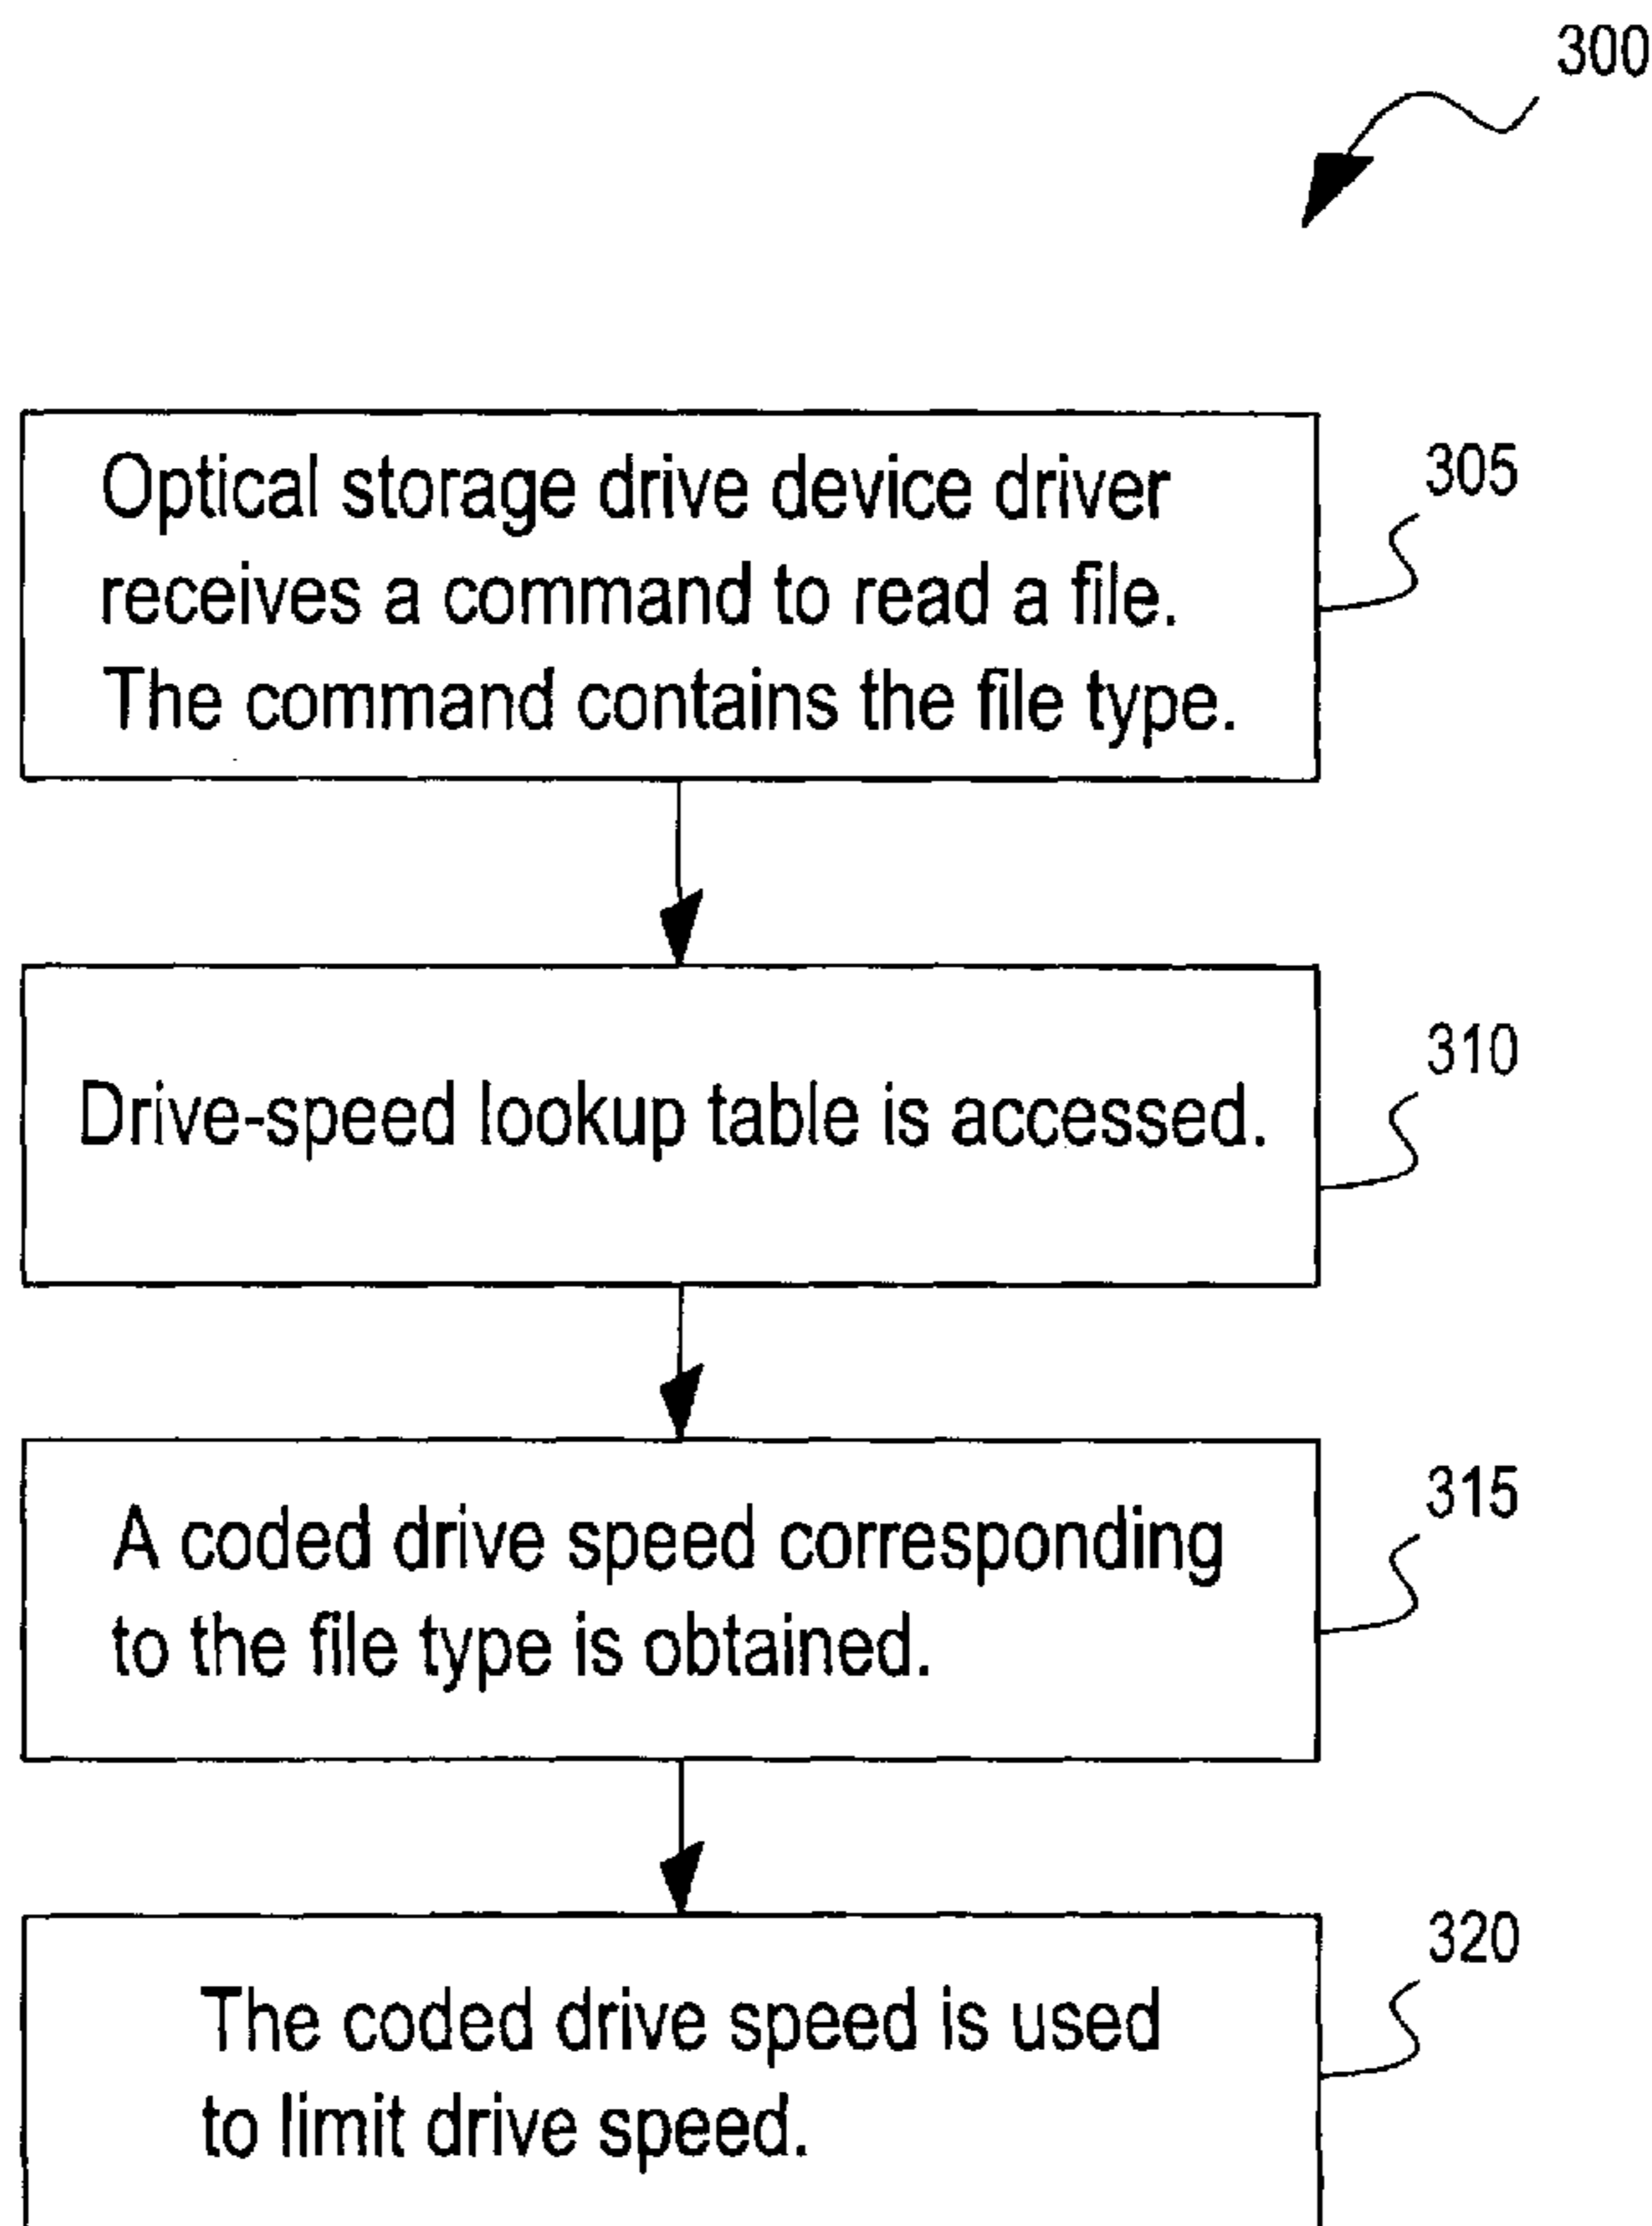 300
Optical storage drive device driver
receives a command to read a file.
The command contains the file type.
305
Drive-speed lookup table is accessed.
310
A coded drive speed corresponding
to the file type is obtained.
315
The coded drive speed is used
to limit drive speed.
320